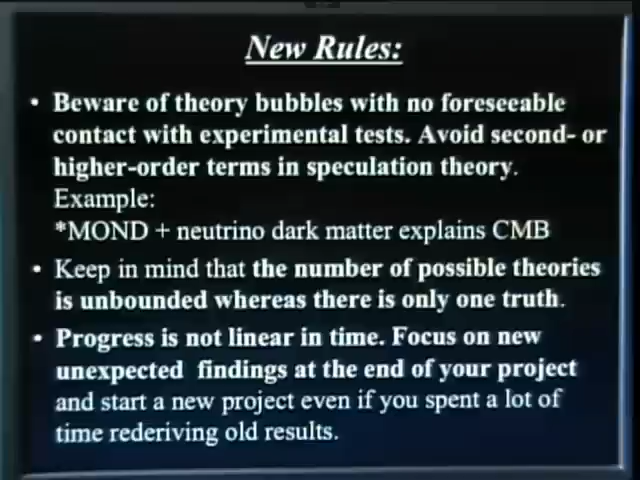 New Rules:
• Beware of theory bubbles with no foreseeable
contact with experimental tests. Avoid second- or
higher-order terms in speculation theory.
Example:
*MOND + neutrino dark matter explains CMB
• Keep in mind that the number of possible theories
is unbounded whereas there is only one truth.
• Progress is not linear in time. Focus on new
unexpected findings at the end of your project
and start a new project even if you spent a lot of
time rederiving old results.